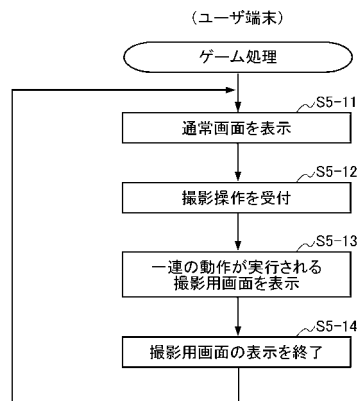 （ユーザ端末）
ゲーム処理
S5-11
通常画面を表示
S5-12
撮影操作を受付
S5-13
一連の動作が実行される
撮影用画面を表示
S5-14
撮影用画面の表示を終了